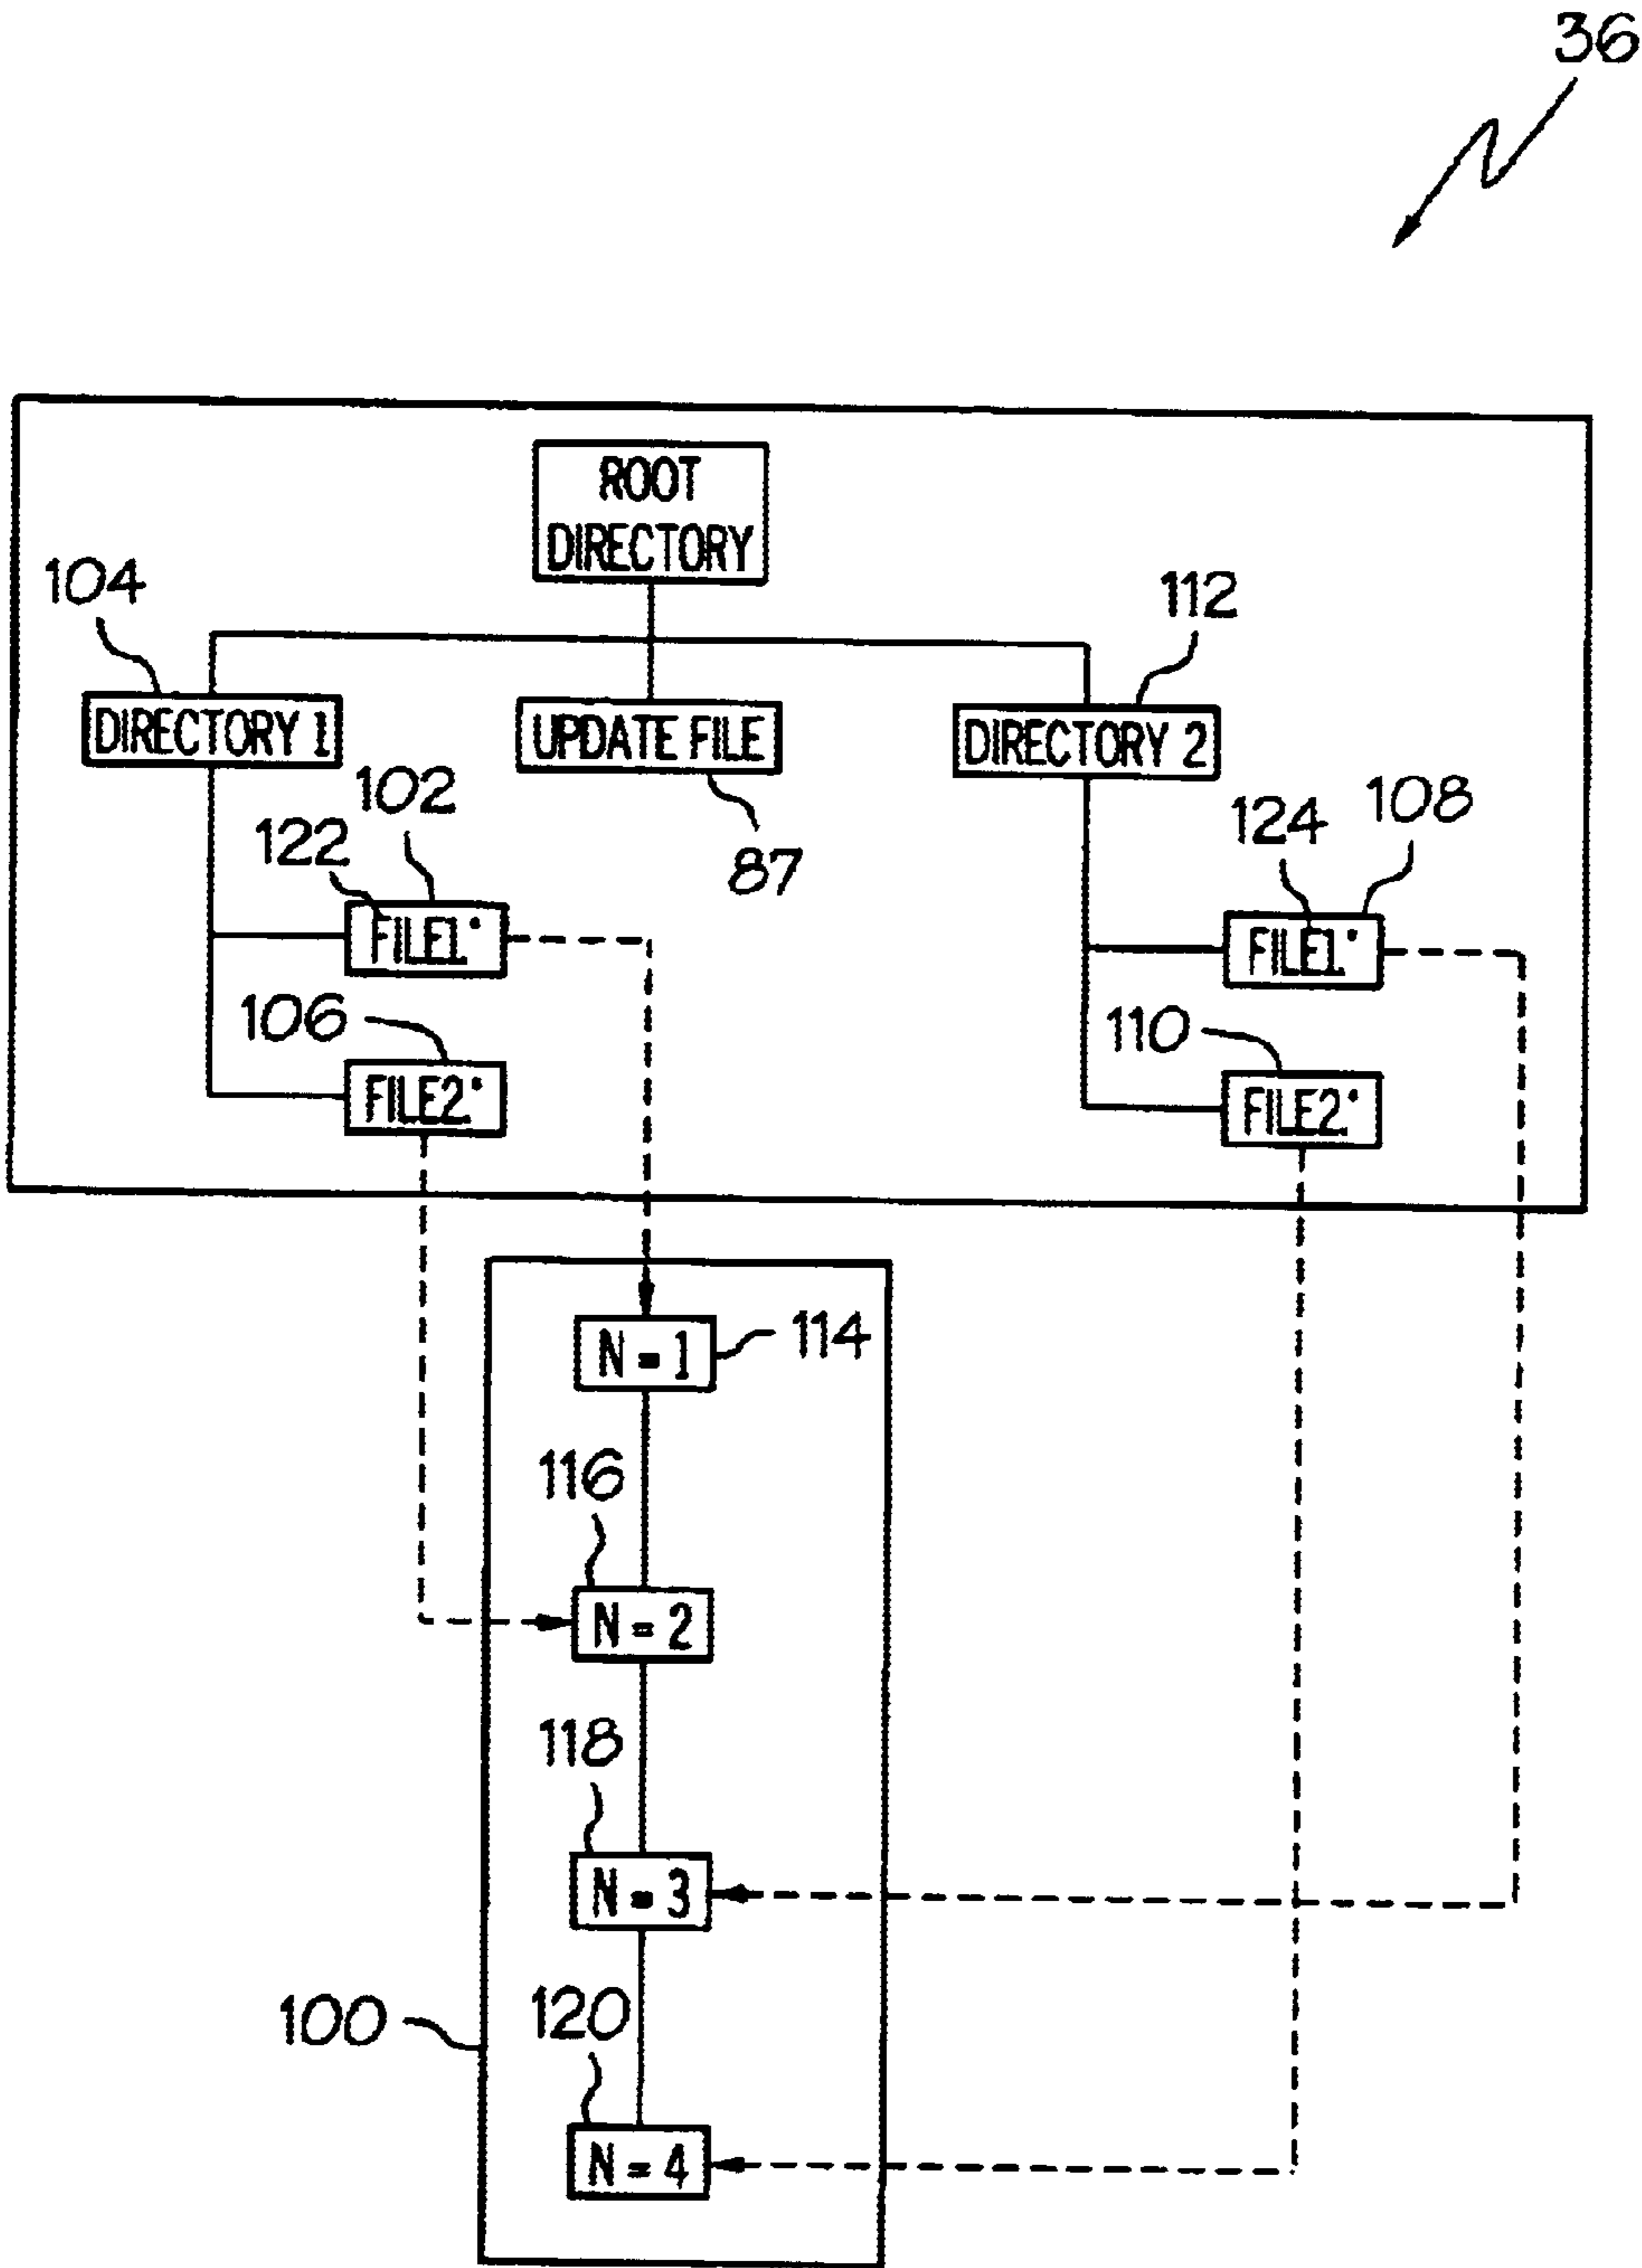 36
ROOT
DIRECTORY
104
112
DIRECTORY 1
UPDATE FILE
DIRECTORY 2
102
108
122
87
124
FILE1'
FILE1'
106
110
FILE2'
FILE2'
N = 1
114
116
N = 2
118
N = 3
100
120
N = 4